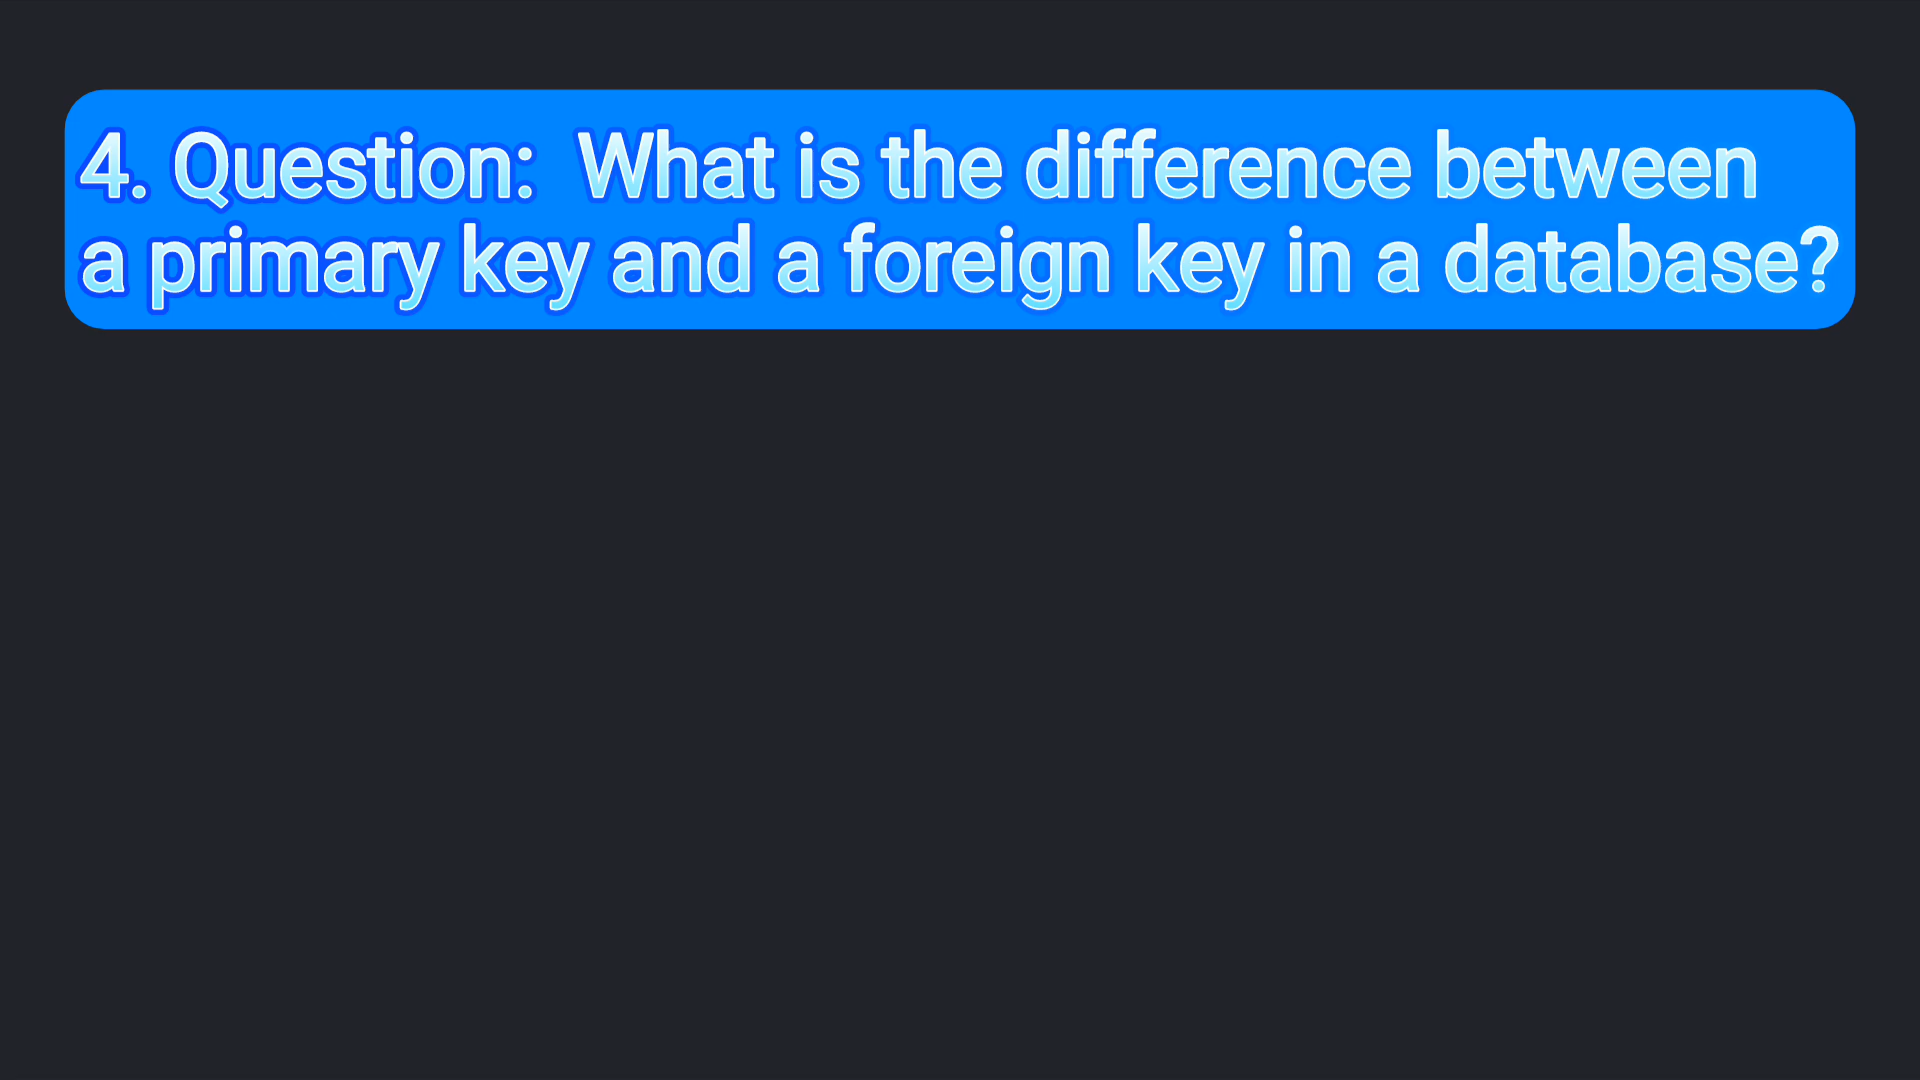 4. Question:  What is the difference between
a primary key and a foreign key in a database?